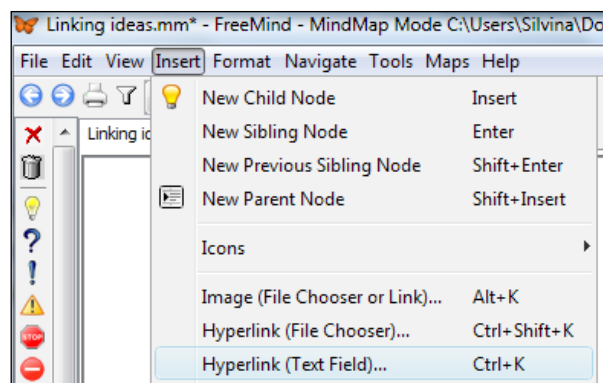 Linking ideas.mm* - FreeMind - MindMap Mode C:\Users\Silvina\Do
File Edit View Insert Format Navigate Tools Maps Help
Linking id
New Child Node Insert
New Sibling Node Enter
New Previous Sibling Node Shift+Enter
New Parent Node Shift+Insert
Icons
Image (File Chooser or Link)... Alt+K
Hyperlink (File Chooser)... Ctrl+Shift+K
Hyperlink (Text Field)... Ctrl+K
STOP